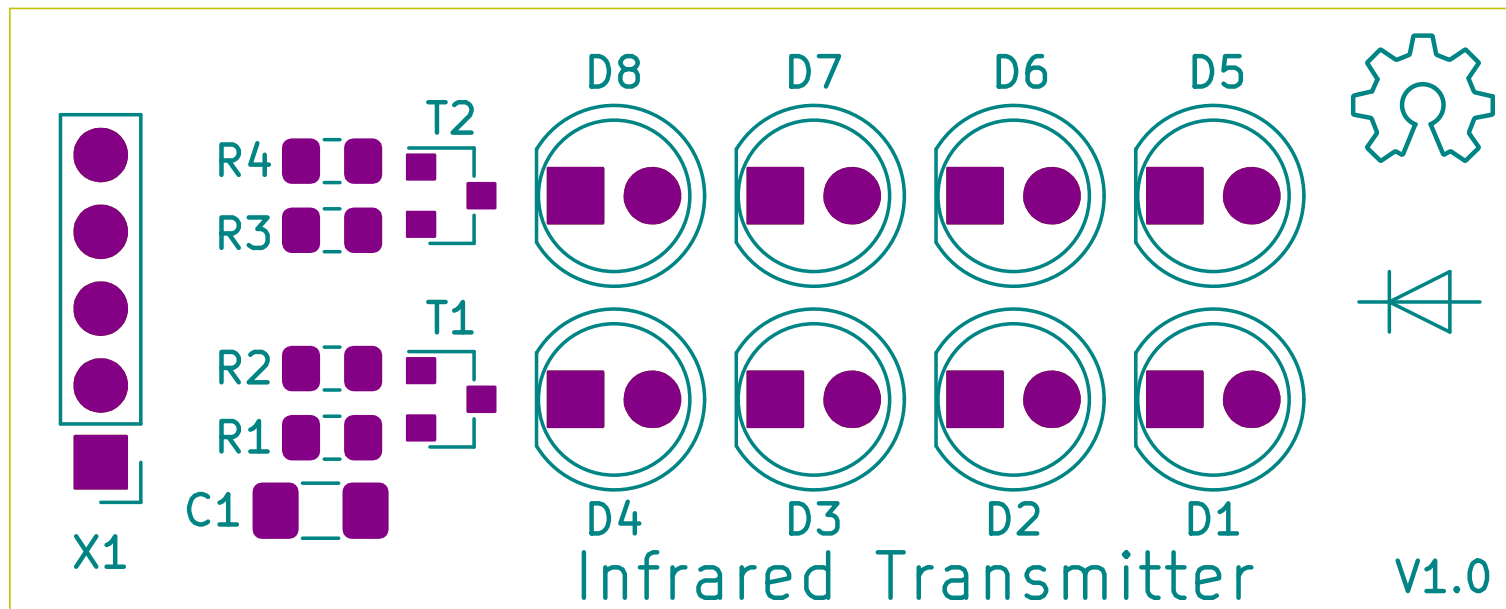 D8 D7 D6 D5
T2
R4
R3
T1
R2
R1
C1
D4 D3 D2 D1
X1
Infrared Transmitter
V1.0